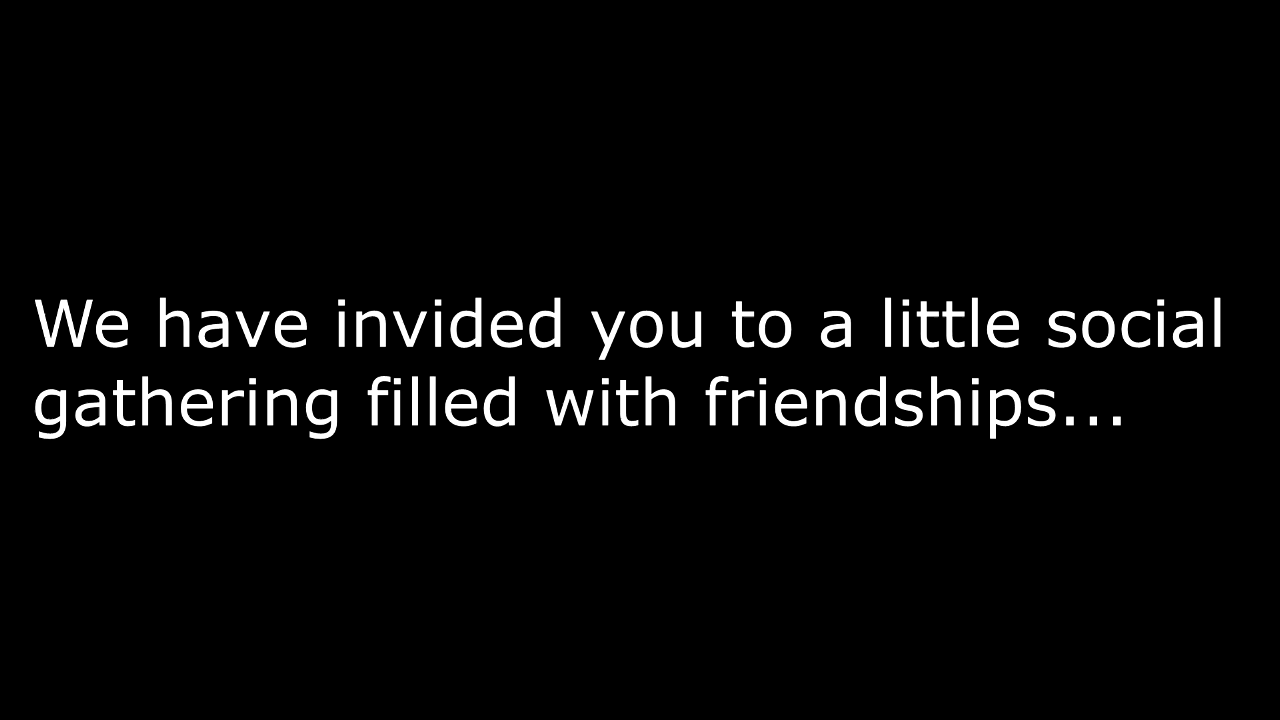 We have invided you to a little social
gathering filled with friendships...